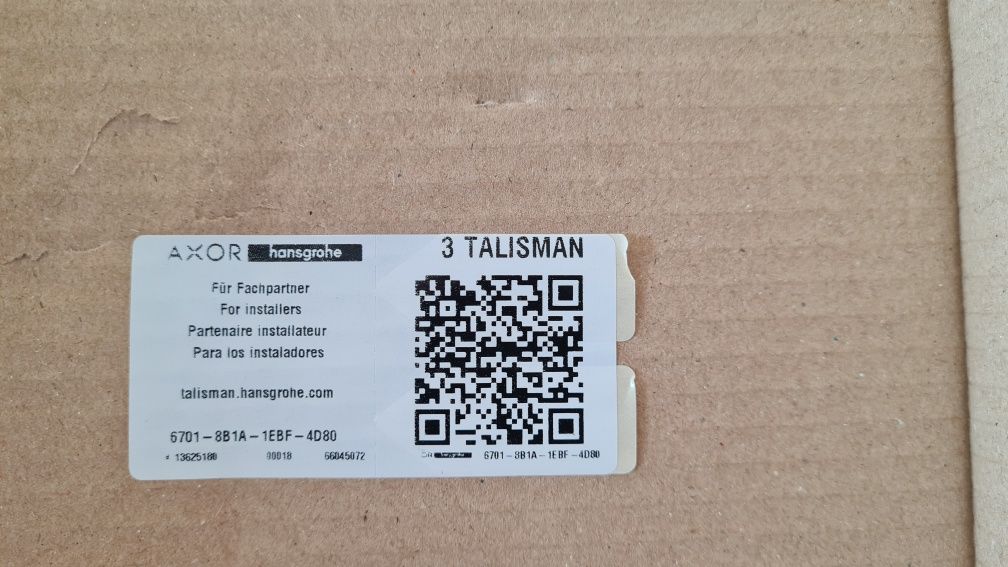 AXOR hansgrohe
Für Fachpartner
For installers
Partenaire installateur
Para los instaladores
talisman.hansgrohe.com
6701-8B1A-1EBF-4D80
13625180 00018 66045072
3 TALISMAN
hansgrohe 6701-8B1A-1EBF-4D80